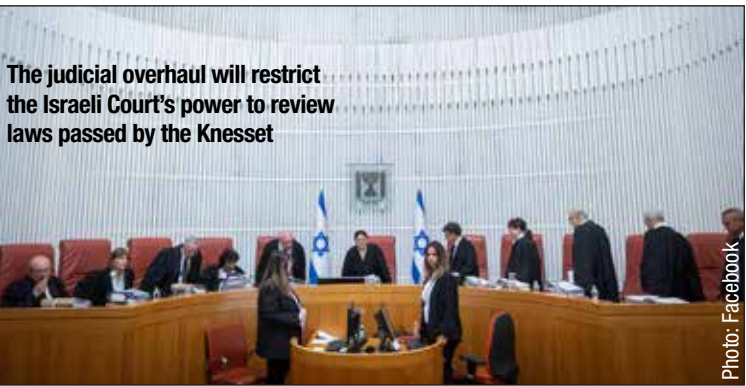 The judicial overhaul will restrict
the Israeli Court's power to review
laws passed by the Knesset
Photo: Facebook